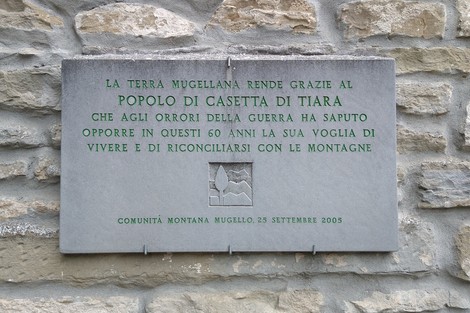 LA TERRA MUGELLANA RENDE GRAZIE AL
POPOLO DI CASETTA DI TIARA
CHE AGLI ORRORI DELLA GUERRA HA SAPUTO
OPPORRE IN QUESTI 60 ANNI LA SUA VOGLIA DI
VIVERE E DI RICONCILIARSI CON LE MONTAGNE
COMUNITÀ MONTANA MUGELLO, 25 SETTEMBRE 2005